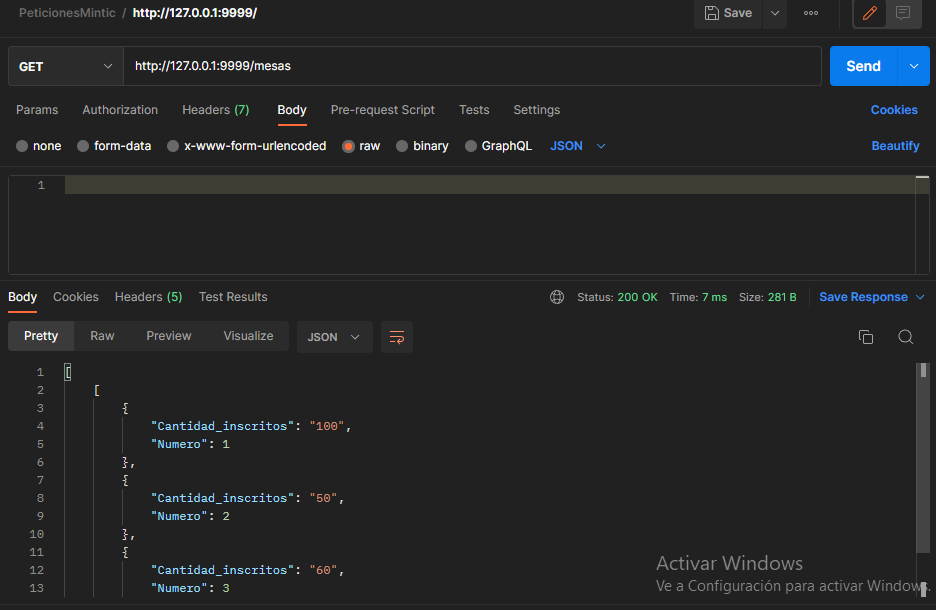 PeticionesMintic / http://127.0.0.1:9999/
Save
GET http://127.0.0.1:9999/mesas Send
Params Authorization Headers (7) Body Pre-request Script Tests Settings Cookies
none form-data x-www-form-urlencoded raw binary GraphQL JSON Beautify
1
Body Cookies Headers (5) Test Results Status: 200 OK Time: 7 ms Size: 281 B Save Response
Pretty Raw Preview Visualize JSON
1 [
2 [
3 {
4 "Cantidad_inscritos": "100",
5 "Numero": 1
6 },
7 {
8 "Cantidad_inscritos": "50",
9 "Numero": 2
10 },
11 {
12 "Cantidad_inscritos": "60",
13 "Numero": 3
Activar Windows
Ve a Configuración para activar Windows.